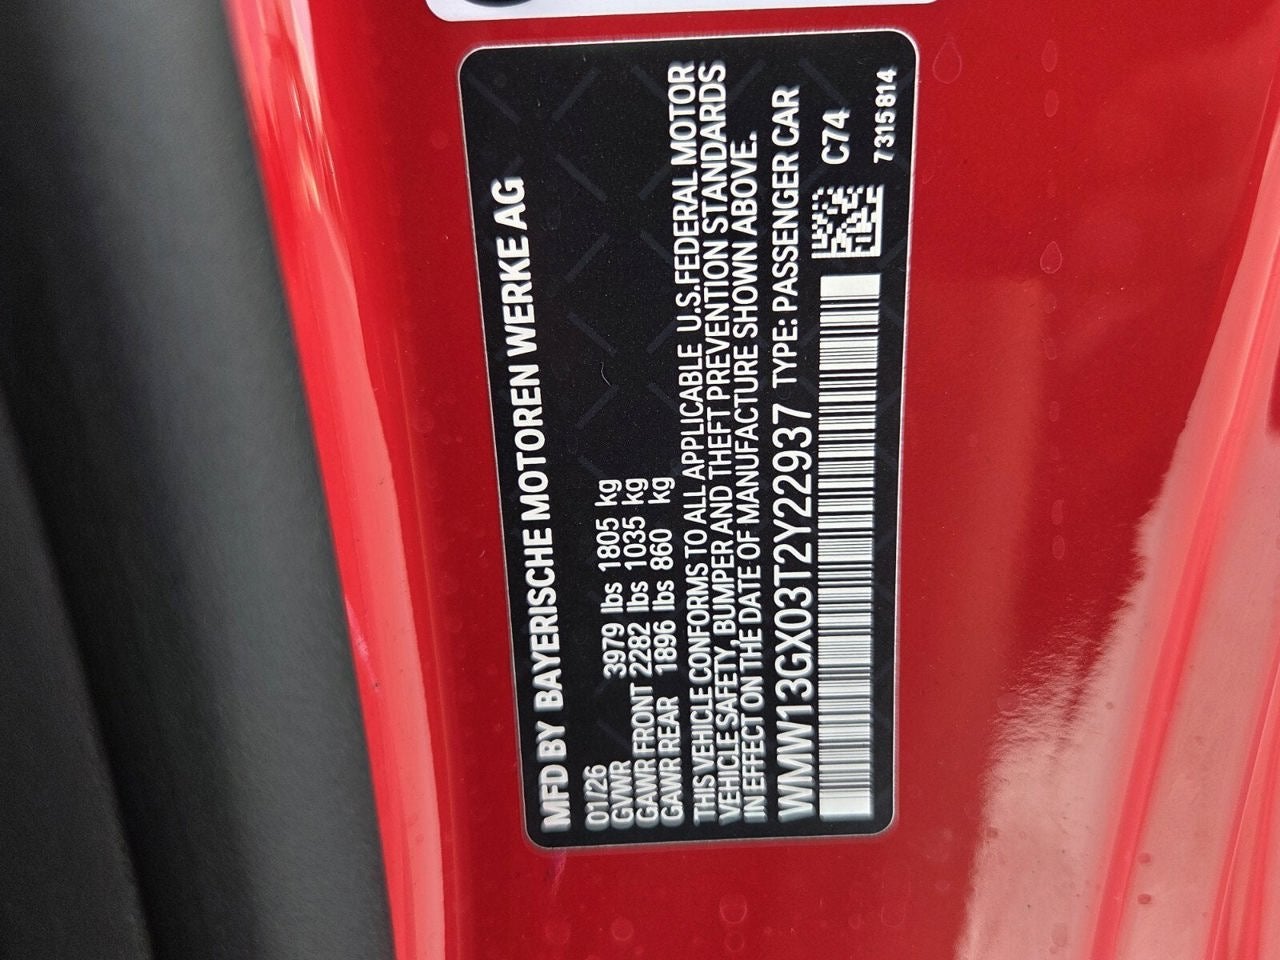 MFD BY BAYERISCHE MOTOREN WERKE AG
01/26
GVWR 3979 lbs 1805 kg
GAWR FRONT 2282 lbs 1035 kg
GAWR REAR 1896 lbs 860 kg
THIS VEHICLE CONFORMS TO ALL APPLICABLE U.S.FEDERAL MOTOR
VEHICLE SAFETY, BUMPER AND THEFT PREVENTION STANDARDS
IN EFFECT ON THE DATE OF MANUFACTURE SHOWN ABOVE.
WMW13GX03T2Y22937 TYPE: PASSENGER CAR
C74
7315814